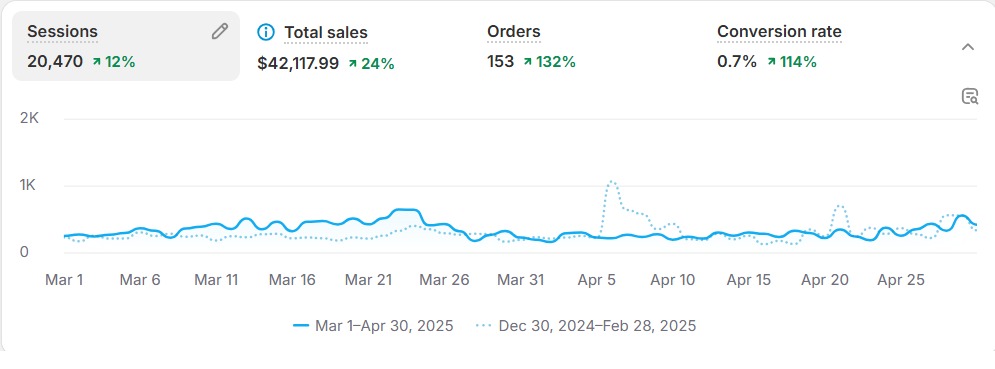 Sessions
20,470 ↗ 12%
Total sales
$42,117.99 ↗ 24%
Orders
153 ↗ 132%
Conversion rate
0.7% ↗ 114%
2K
1K
0
Mar 1 Mar 6 Mar 11 Mar 16 Mar 21 Mar 26 Mar 31 Apr 5 Apr 10 Apr 15 Apr 20 Apr 25
Mar 1–Apr 30, 2025 Dec 30, 2024–Feb 28, 2025